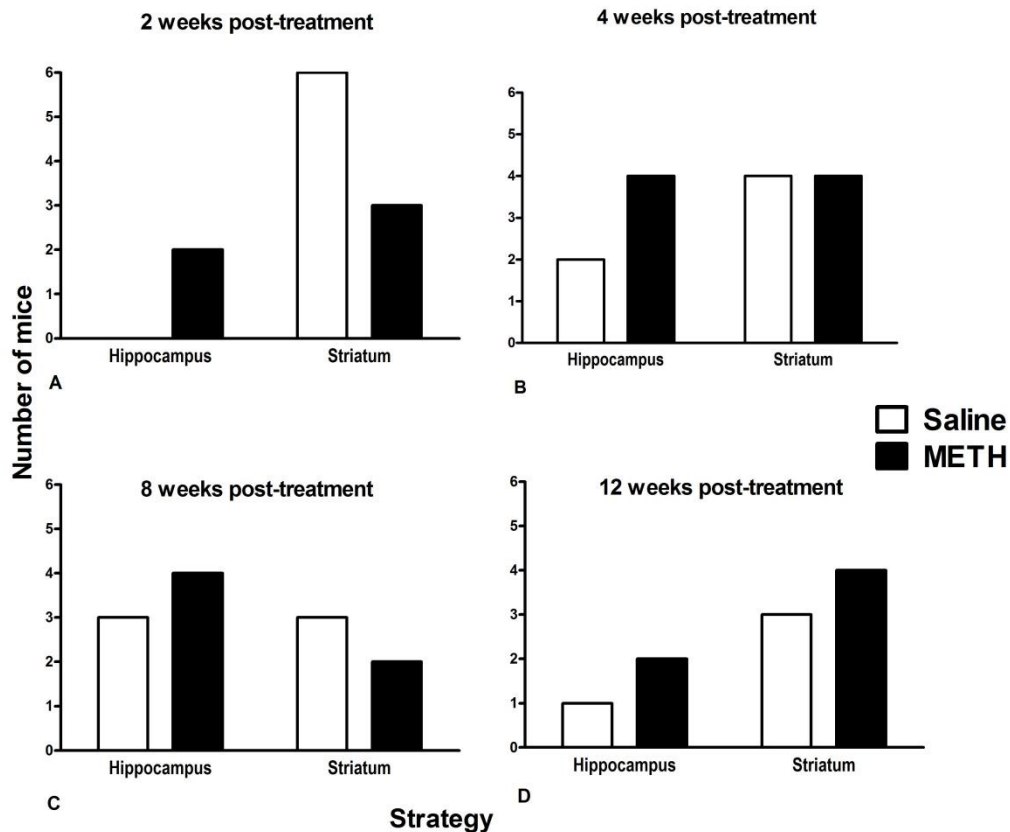 2 weeks post-treatment
6
5
4
3
2
1
0
Hippocampus Striatum
A
4 weeks post-treatment
6
5
4
3
2
1
0
Hippocampus Striatum
B
Number of mice
Saline
METH
8 weeks post-treatment
6
5
4
3
2
1
0
Hippocampus Striatum
C
12 weeks post-treatment
6
5
4
3
2
1
0
Hippocampus Striatum
D
Strategy